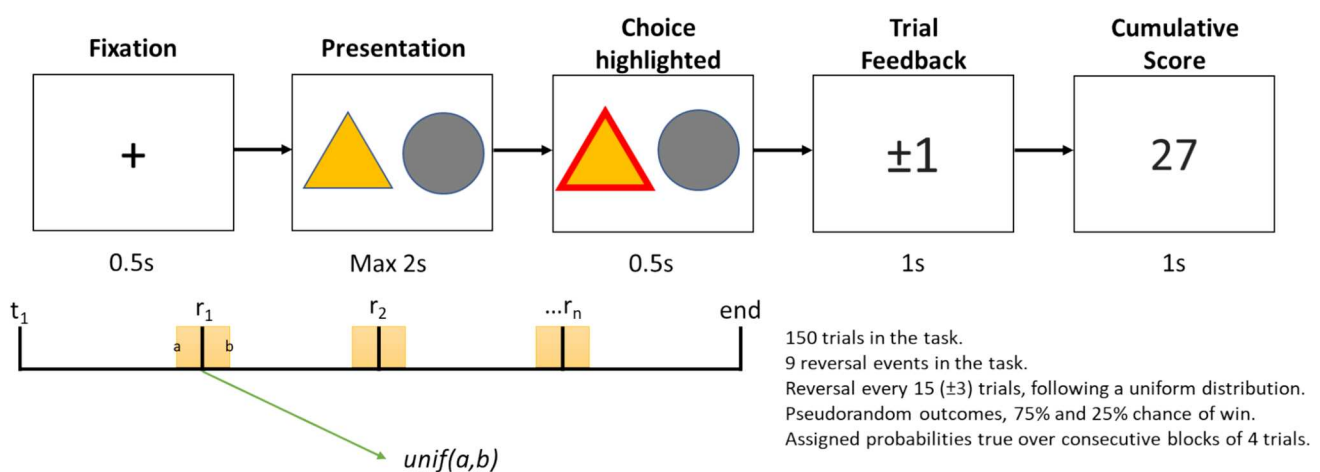 Fixation
Presentation
Choice
highlighted
Trial
Feedback
Cumulative
Score
+
±1
27
0.5s
Max 2s
0.5s
1s
1s
t1
r1
r2
...rn
end
a
b
unif(a,b)
150 trials in the task.
9 reversal events in the task.
Reversal every 15 (±3) trials, following a uniform distribution.
Pseudorandom outcomes, 75% and 25% chance of win.
Assigned probabilities true over consecutive blocks of 4 trials.